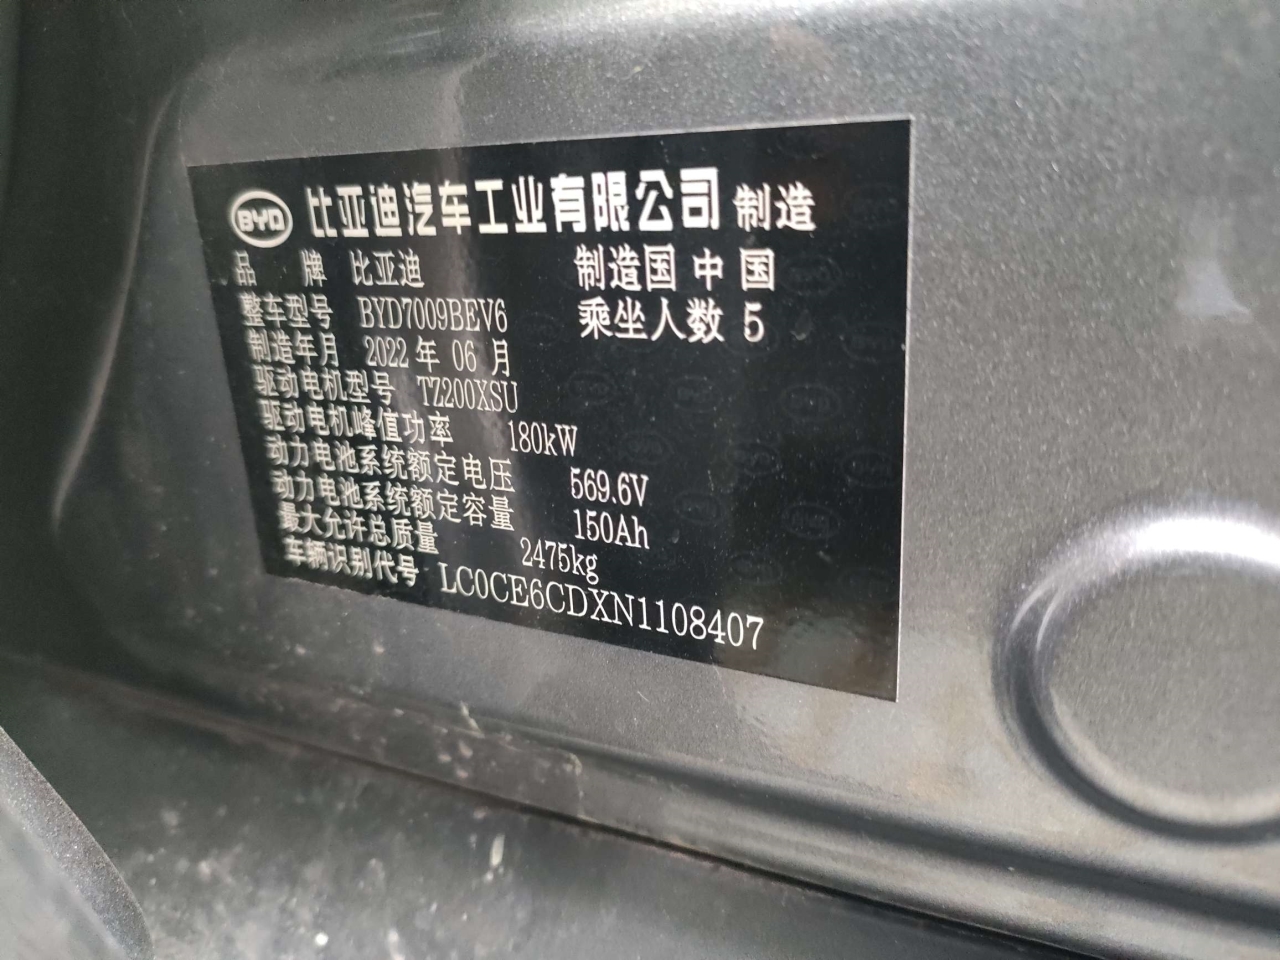 BYD 比亚迪汽车工业有限公司 制造
品牌 比亚迪 制造国 中国
整车型号 BYD7009BEV6 乘坐人数 5
制造年月 2022 年 06 月
驱动电机型号 TZ200XSU
驱动电机峰值功率 180kW
动力电池系统额定电压 569.6V
动力电池系统额定容量 150Ah
最大允许总质量 2475kg
车辆识别代号 LC0CE6CDXN1108407